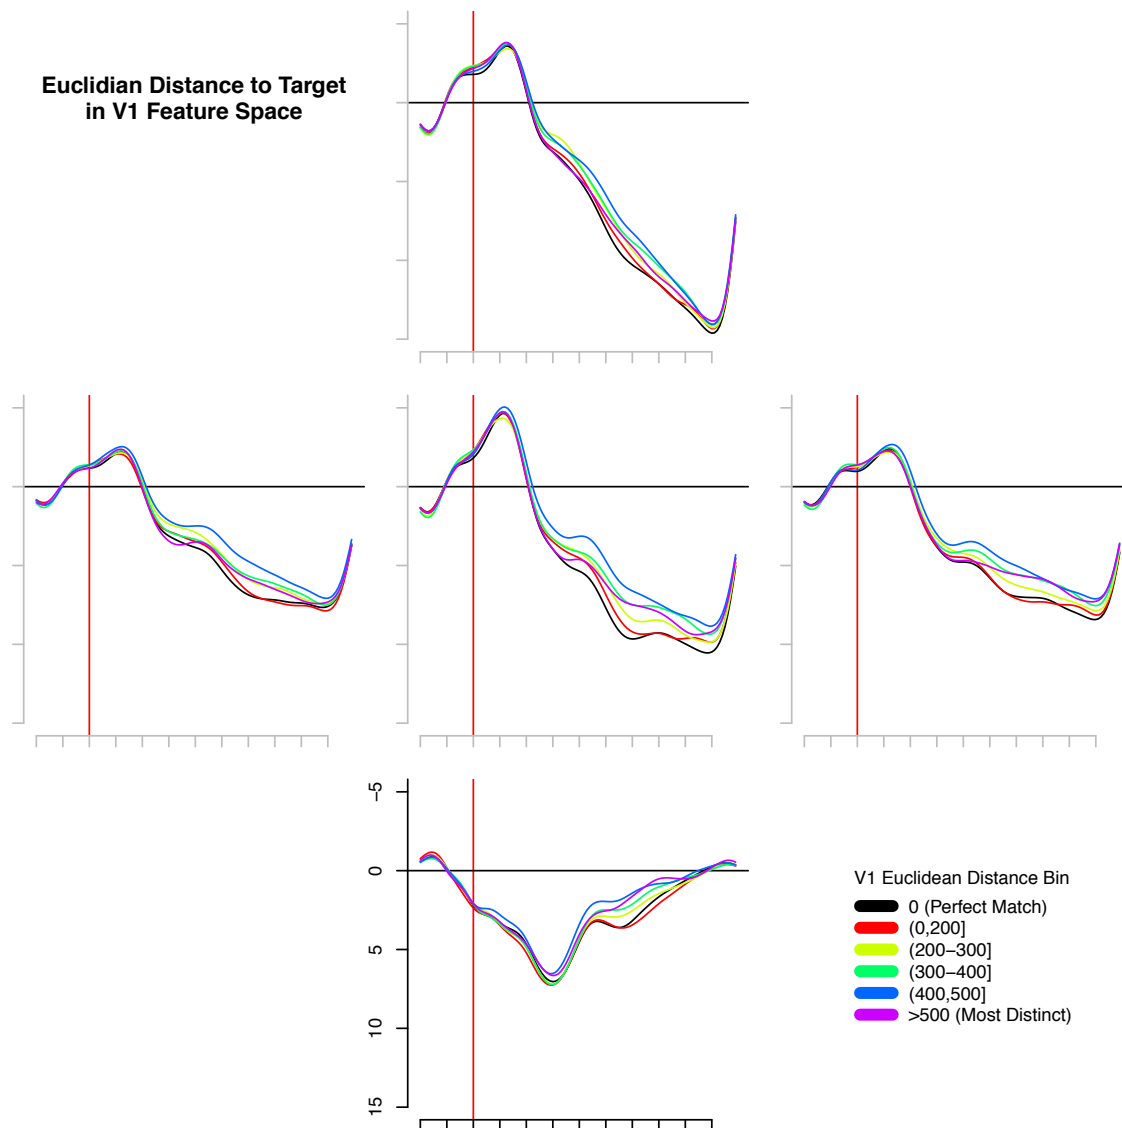 Euclidian Distance to Target
in V1 Feature Space
−5
0
5
10
15
V1 Euclidean Distance Bin
0 (Perfect Match)
(0,200]
(200−300]
(300−400]
(400,500]
>500 (Most Distinct)